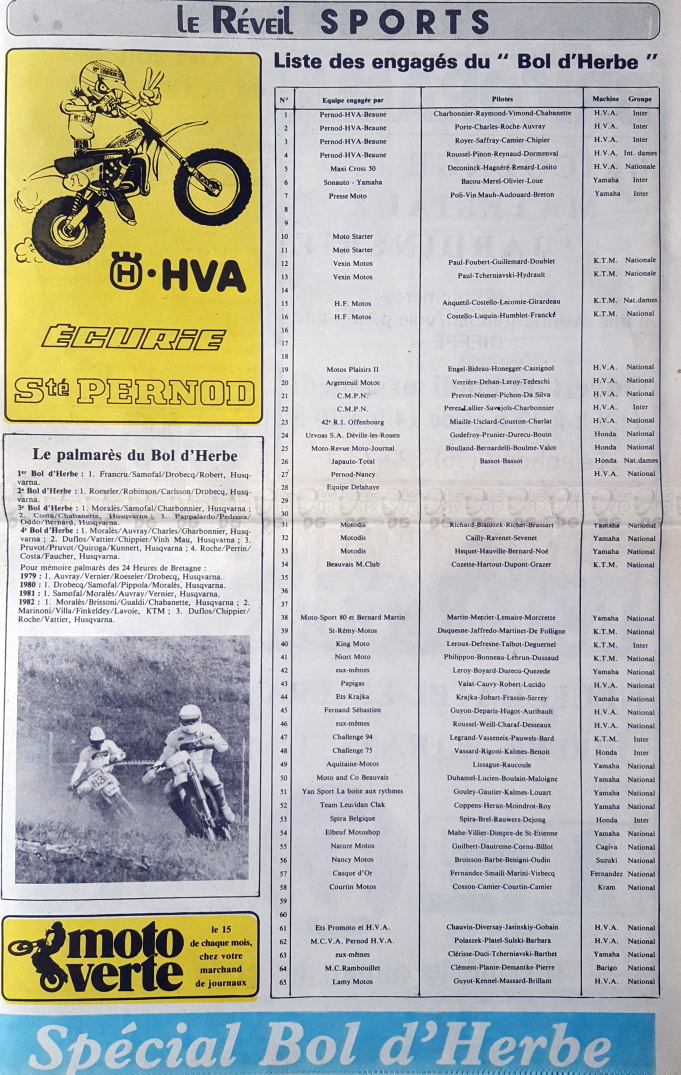 LE RÉVEIL SPORTS
Liste des engagés du " Bol d'Herbe "
H·HVA
ÉCURIE
Sté PERNOD
Le palmarès du Bol d'Herbe
1er Bol d'Herbe : 1. Francru/Samofal/Drobecq/Robert, Husq-
varna.
2e Bol d'Herbe : 1. Roeseler/Robinson/Carlsson/Drobecq, Husq-
varna.
3e Bol d'Herbe : 1. Moralès/Samofal/Charbonnier, Husqvarna ;
2. Costa/Chabanette, Husqvarna ; 3. Pappalardo/Pedrosa/
Oddo/Bernard, Husqvarna.
4e Bol d'Herbe : 1. Moralès/Auvray/Charles/Gharbonnier, Husq-
varna ; 2. Duflos/Vattier/Chippier/Vinh Mau, Husqvarna ; 3.
Pruvot/Pruvot/Quiroga/Kunnert, Husqvarna ; 4. Roche/Perrin/
Costa/Faucher, Husqvarna.
Pour mémoire palmarès des 24 Heures de Bretagne :
1979 : 1. Auvray/Vernier/Roeseler/Drobecq, Husqvarna.
1980 : 1. Drobecq/Samofal/Pippola/Moralès, Husqvarna.
1981 : 1. Samofal/Moralès/Auvray/Vernier, Husqvarna.
1982 : 1. Moralès/Brissoni/Gualdi/Chabanette, Husqvarna ; 2.
Marinoni/Villa/Finkeldey/Lavoie, KTM ; 3. Duflos/Chippier/
Roche/Vattier, Husqvarna.
moto
verte
le 15
de chaque mois,
chez votre
marchand
de journaux
N° Equipe engagée par Pilotes Machine Groupe
1 Pernod-HVA-Beaune Charbonnier-Raymond-Vimond-Chabanette H.V.A. Inter
2 Pernod-HVA-Beaune Porte-Charles-Roche-Auvray H.V.A. Inter
3 Pernod-HVA-Beaune Royer-Saffray-Camier-Chipier H.V.A. Inter
4 Pernod-HVA-Beaune Roussel-Pinon-Reynaud-Dormenval H.V.A. Int. dames
5 Maxi Cross 50 Deconinck-Hagnéré-Renard-Losito H.V.A. Nationale
6 Sonauto - Yamaha Bacou-Merel-Olivier-Loue Yamaha Inter
7 Presse Moto Poli-Vin Mauh-Audouard-Breton Yamaha Inter
8
9
10 Moto Starter
11 Moto Starter
12 Vexin Motos Paul-Foubert-Guillemard-Doublet K.T.M. Nationale
13 Vexin Motos Paul-Tcherniavski-Hydrault K.T.M. Nationale
14
15 H.F. Motos Anquetil-Costello-Lecomte-Girardeau K.T.M. Nat.dames
16 H.F. Motos Costello-Luquin-Humblot-Francké K.T.M. National
16
17
18
19 Motos Plaisirs II Engel-Bideau-Honegger-Cassignol H.V.A. National
20 Argenteuil Motos Verrière-Dehan-Leroy-Tedeschi H.V.A. National
21 C.M.P.N. Prevot-Neimer-Pichon-Da Silva H.V.A. National
22 C.M.P.N. Perez-Lallier-Savajols-Charbonnier H.V.A. Inter
23 42e R.I. Offenbourg Miaille-Usclard-Couston-Charlat H.V.A. National
24 Urvoas S.A. Déville-les-Rouen Godefroy-Prunier-Durecu-Bouin Honda National
25 Moto-Revue Moto-Journal Boulland-Bernardelli-Boulme-Valot Honda National
26 Japauto-Total Bassot-Bassot Honda Nat.dames
27 Pernod-Nancy H.V.A. National
28 Equipe Delahaye
29
30
31 Motodis Richard-Bialozek-Richet-Brassart Yamaha National
32 Motodis Cailly-Ravenet-Sevenet Yamaha National
33 Motodis Hequet-Hauville-Bernard-Noé Yamaha National
34 Beauvais M.Club Cozette-Hartout-Dupont-Grant Yamaha National
35
36
37
38 Moto-Sport 80 et Bernard Martin Martin-Mercier-Lemaire-Morcrette Yamaha National
39 St-Rémy-Motos Duquesne-Jaffredo-Martinet-De Folligne K.T.M. National
40 King Moto Leroux-Defresne-Talbot-Deguernel K.T.M. Inter
41 Niort Moto Philippon-Bonneau-Lebrun-Dussaud K.T.M. National
42 eux-mêmes Leroy-Boyard-Durecu-Quezede Yamaha National
43 Papigas Valat-Cauvy-Robert-Lucido H.V.A. National
44 Ets Krajka Krajka-Jobart-Frassin-Serrey Yamaha National
45 Fernand Sébastien Guyon-Deparis-Hugot-Auribault H.V.A. National
46 eux-mêmes Roussel-Weill-Charaf-Desseaux H.V.A. National
47 Challenge 94 Legrand-Vasseneix-Pauwels-Bard K.T.M. Inter
48 Challenge 75 Vassard-Rigoni-Kalmes-Benoit Honda Inter
49 Aquitaine-Motos Lissague-Raucoule Yamaha National
50 Moto and Co Beauvais Duhamel-Lucien-Boulain-Maloigne Yamaha National
51 Yan Sport La boite aux rythmes Gouley-Gautier-Kalmes-Louart Yamaha National
52 Team Leucidan Clak Coppens-Heran-Moindrot-Roy Yamaha National
53 Spira Belgique Spira-Brel-Rauwers-Dejong Honda Inter
54 Elbeuf Motoshop Mahe-Villier-Dimpre-de St-Etienne Yamaha National
55 Nature Motos Guilbert-Dautreme-Cornu-Billot Cagiva National
56 Nancy Motos Broisson-Barbe-Benigni-Oudin Suzuki National
57 Casque d'Or Fernandez-Smaili-Marini-Visbecq Fernandez National
58 Courtin Motos Cosson-Camier-Courtin-Camier Kram National
59
60
61 Ets Promoto et H.V.A. Chauvin-Diversay-Jasinskiy-Gobain H.V.A. National
62 M.C.V.A. Pernod H.V.A. Polaszek-Platel-Sulski-Barbara H.V.A. National
63 eux-mêmes Clérisse-Duci-Tcherniavski-Barthet Yamaha National
64 M.C.Rambouillet Clément-Plante-Demantke-Pierre Barigo National
65 Lamy Motos Guyot-Kennel-Massard-Brillant H.V.A. National
Spécial Bol d'Herbe